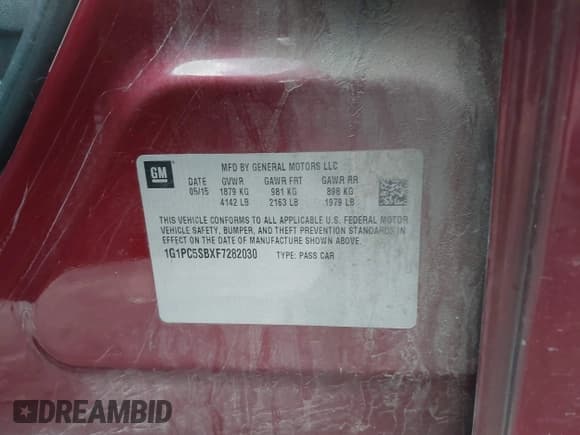 GM
MFD BY GENERAL MOTORS LLC
DATE GVWR GAWR FRT GAWR RR
05/15 1879 KG 981 KG 898 KG
4142 LB 2163 LB 1979 LB
THIS VEHICLE CONFORMS TO ALL APPLICABLE U.S. FEDERAL MOTOR
VEHICLE SAFETY, BUMPER, AND THEFT PREVENTION STANDARDS IN
EFFECT ON THE DATE OF MANUFACTURE SHOWN ABOVE.
1G1PC5SBXF7282030 TYPE: PASS CAR
DREAMBID